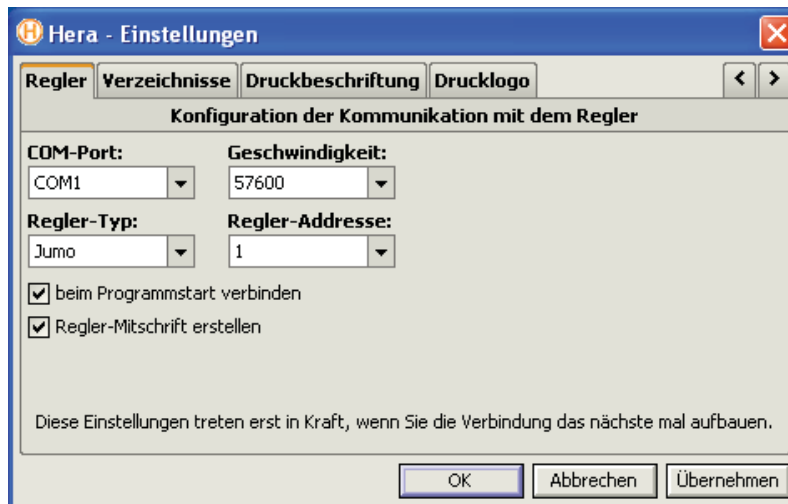 Hera - Einstellungen
Regler Verzeichnisse Druckbeschriftung Drucklogo
Konfiguration der Kommunikation mit dem Regler
COM-Port: Geschwindigkeit:
COM1 57600
Regler-Typ: Regler-Addresse:
Jumo 1
beim Programmstart verbinden
Regler-Mitschrift erstellen
Diese Einstellungen treten erst in Kraft, wenn Sie die Verbindung das nächste mal aufbauen.
OK Abbrechen Übernehmen